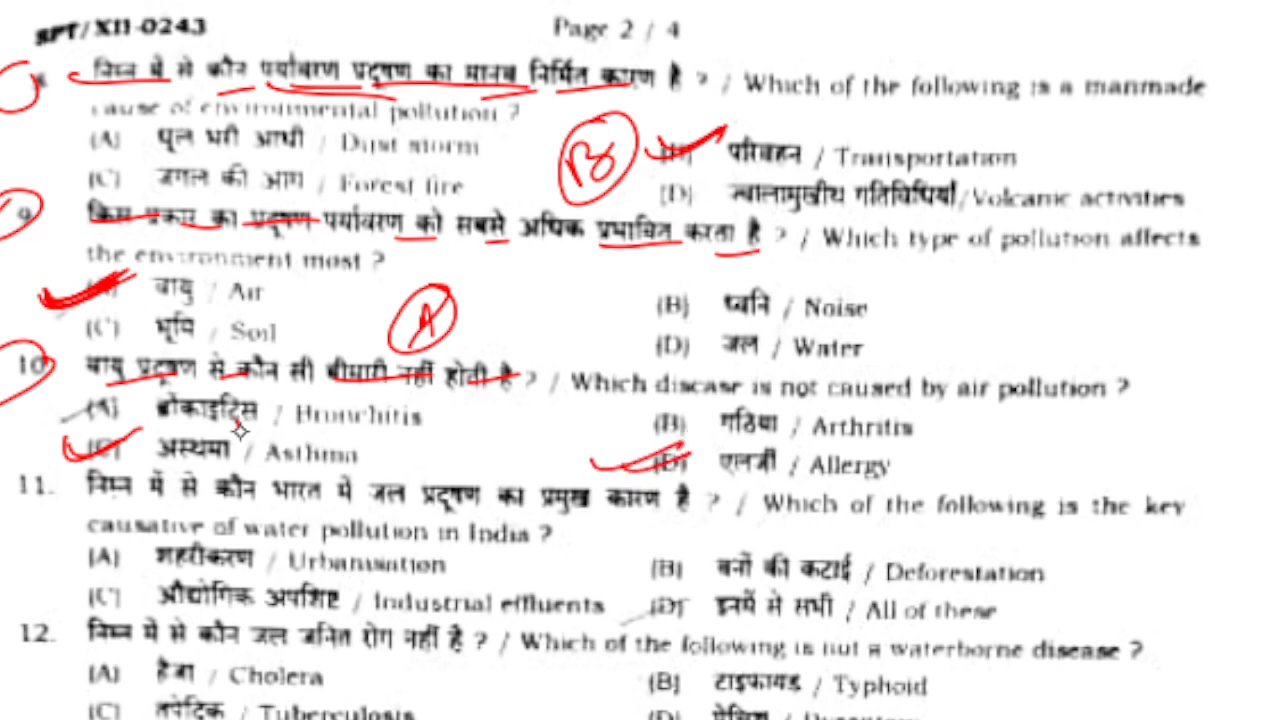 SPT/XII-0243 Page 2 / 4
निम्न में से कौन पर्यावरण प्रदूषण का मानव निर्मित कारण है ? / Which of the following is a manmade
cause of environmental pollution ?
(A) धूल भरी आंधी / Dust storm
(B) परिवहन / Transportation
(C) जंगल की आग / Forest fire
(D) ज्वालामुखीय गतिविधियाँ/Volcanic activities
B
9. किस प्रकार का प्रदूषण पर्यावरण को सबसे अधिक प्रभावित करता है ? / Which type of pollution affects
the environment most ?
(A) वायु / Air
(B) ध्वनि / Noise
(C) भूमि / Soil
(D) जल / Water
A
10. वायु प्रदूषण से कौन सी बीमारी नहीं होती है ? / Which disease is not caused by air pollution ?
(A) ब्रोंकाइटिस / Bronchitis
(B) गठिया / Arthritis
(C) अस्थमा / Asthma
(D) एलर्जी / Allergy
11. निम्न में से कौन भारत में जल प्रदूषण का प्रमुख कारण है ? / Which of the following is the key
causative of water pollution in India ?
(A) शहरीकरण / Urbanisation
(B) वनों की कटाई / Deforestation
(C) औद्योगिक अपशिष्ट / Industrial effluents
(D) इनमें से सभी / All of these
12. निम्न में से कौन जल जनित रोग नहीं है ? / Which of the following is not a waterborne disease ?
(A) हैजा / Cholera
(B) टाइफायड / Typhoid
(C) तपेदिक / Tuberculosis
(D) पेचिश / Dysentery